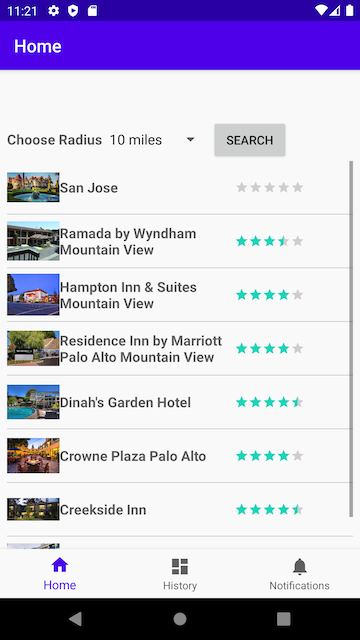 11:21
Home
Choose Radius 10 miles SEARCH
San Jose
Ramada by Wyndham
Mountain View
Hampton Inn & Suites
Mountain View
Residence Inn by Marriott
Palo Alto Mountain View
Dinah's Garden Hotel
Crowne Plaza Palo Alto
Creekside Inn
Home History Notifications